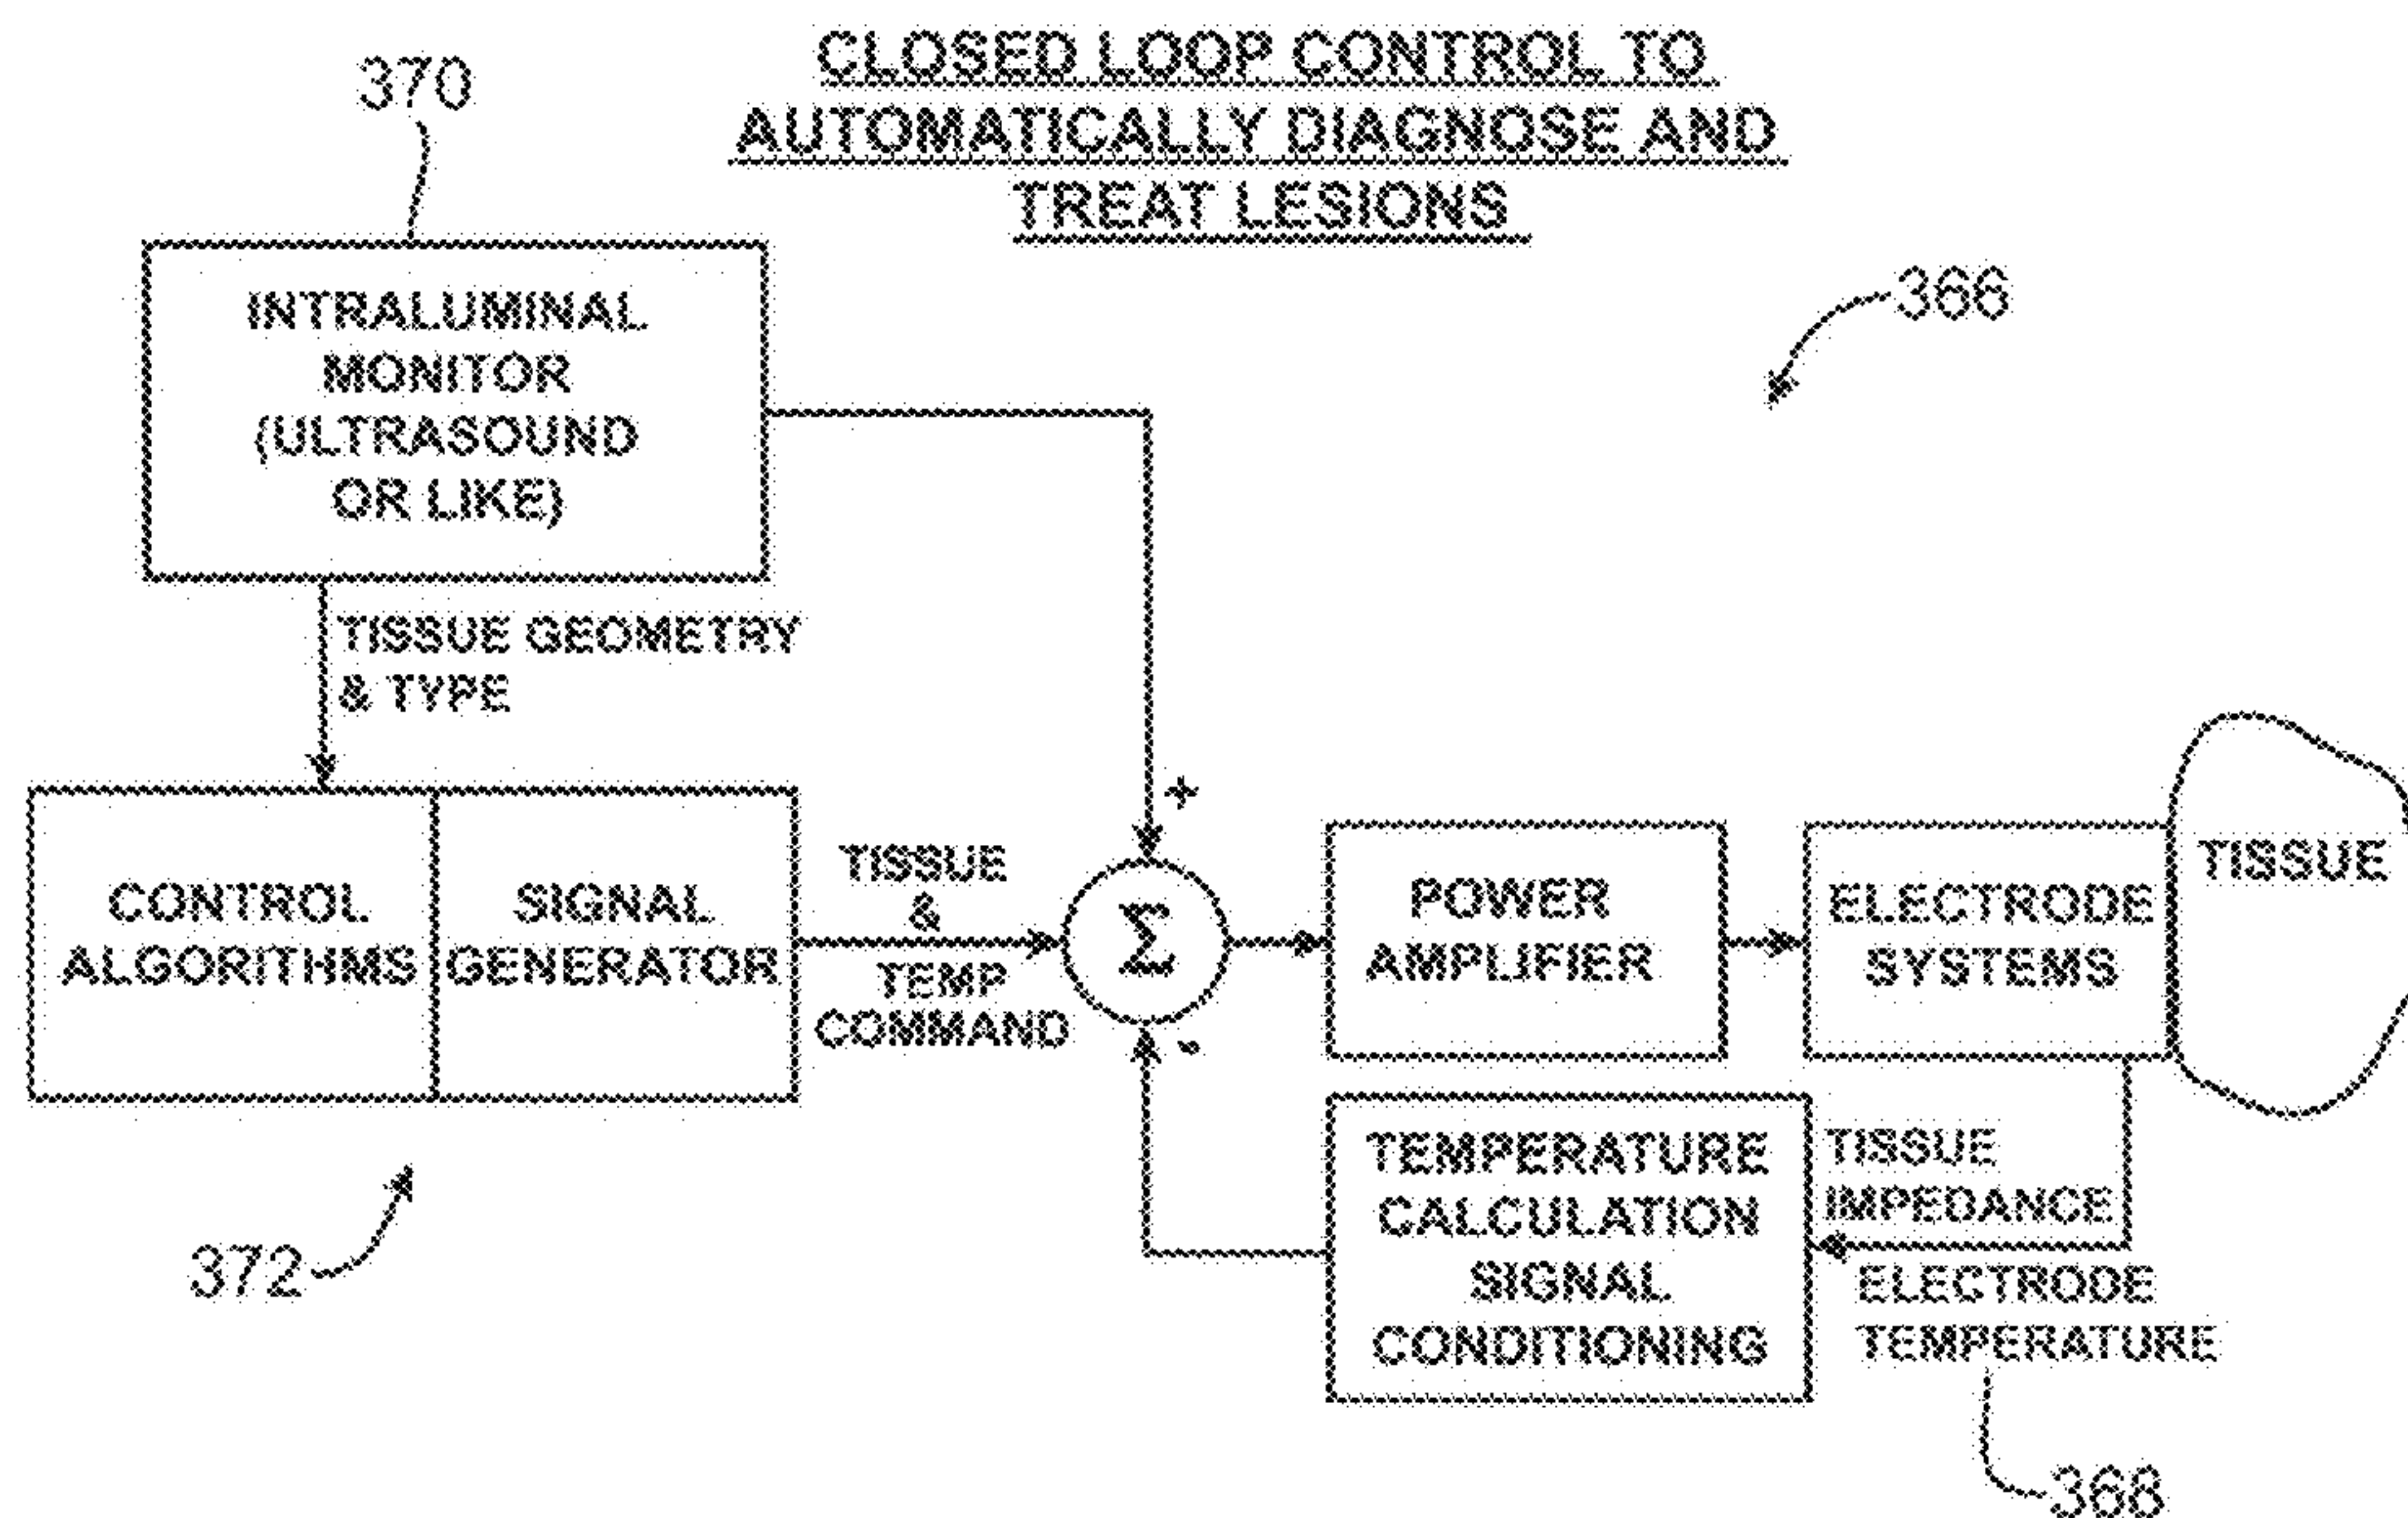 CLOSED LOOP CONTROL TO
AUTOMATICALLY DIAGNOSE AND
TREAT LESIONS
370
366
INTRALUMINAL
MONITOR
(ULTRASOUND
OR LIKE)
TISSUE GEOMETRY
& TYPE
CONTROL
ALGORITHMS
SIGNAL
GENERATOR
TISSUE
&
TEMP
COMMAND
+
Σ
-
POWER
AMPLIFIER
ELECTRODE
SYSTEMS
TISSUE
TEMPERATURE
CALCULATION
SIGNAL
CONDITIONING
TISSUE
IMPEDANCE
ELECTRODE
TEMPERATURE
372
368